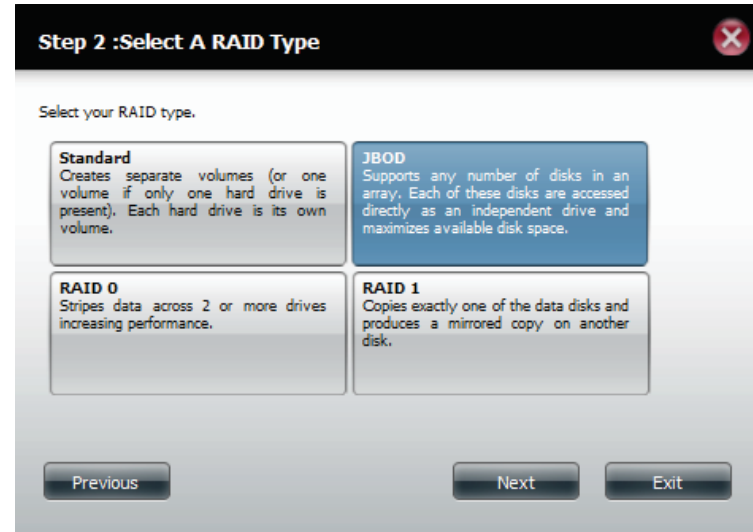 Step 2 :Select A RAID Type
Select your RAID type.
Standard
Creates separate volumes (or one
volume if only one hard drive is
present). Each hard drive is its own
volume.
JBOD
Supports any number of disks in an
array. Each of these disks are accessed
directly as an independent drive and
maximizes available disk space.
RAID 0
Stripes data across 2 or more drives
increasing performance.
RAID 1
Copies exactly one of the data disks and
produces a mirrored copy on another
disk.
Previous
Next
Exit